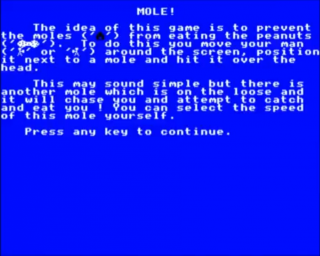 MOLE!
The idea of this game is to prevent
the moles (' ') from eating the peanuts
(' '). To do this you move your man
(' ' or ' ') around the screen, position
it next to a mole and hit it over the
head.
This may sound simple but there is
another mole which is on the loose and
it will chase you and attempt to catch
and eat you ! You can select the speed
of this mole yourself.
Press any key to continue.